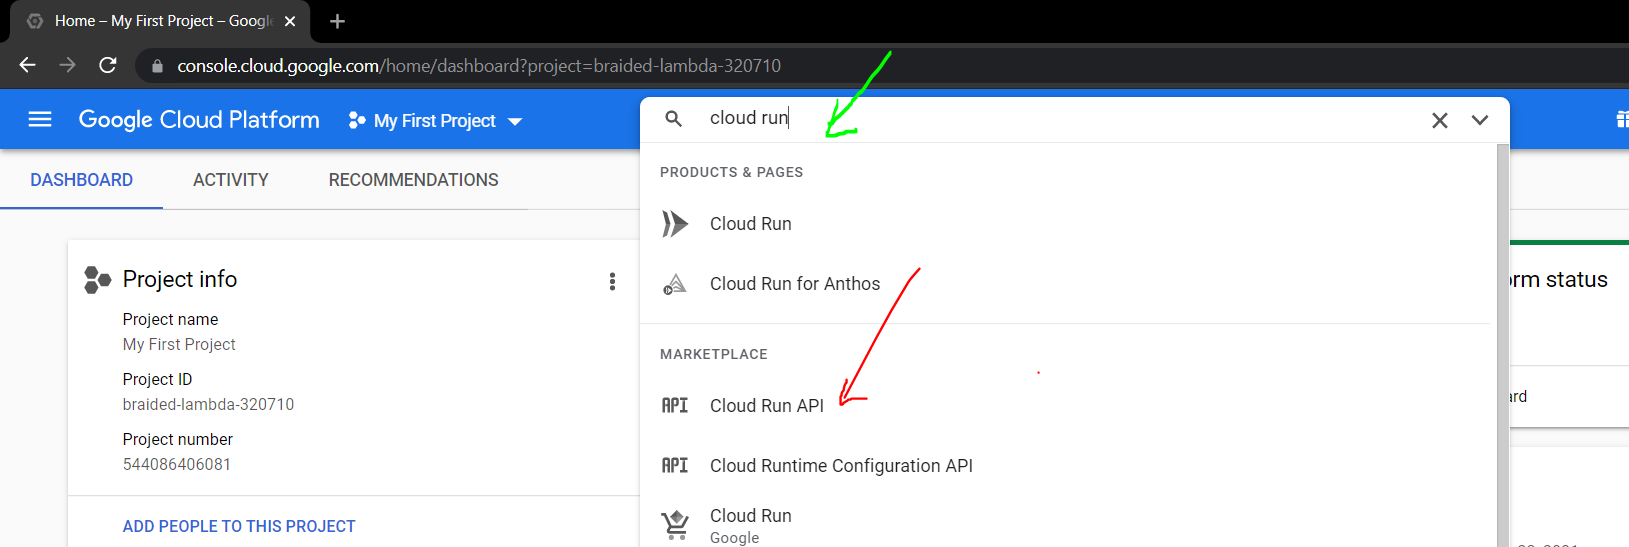 Home – My First Project – Google
console.cloud.google.com/home/dashboard?project=braided-lambda-320710
Google Cloud Platform
My First Project
cloud run
DASHBOARD
ACTIVITY
RECOMMENDATIONS
PRODUCTS & PAGES
Cloud Run
Cloud Run for Anthos
MARKETPLACE
API Cloud Run API
API Cloud Runtime Configuration API
Cloud Run
Google
Project info
Project name
My First Project
Project ID
braided-lambda-320710
Project number
544086406081
ADD PEOPLE TO THIS PROJECT
orm status
ard